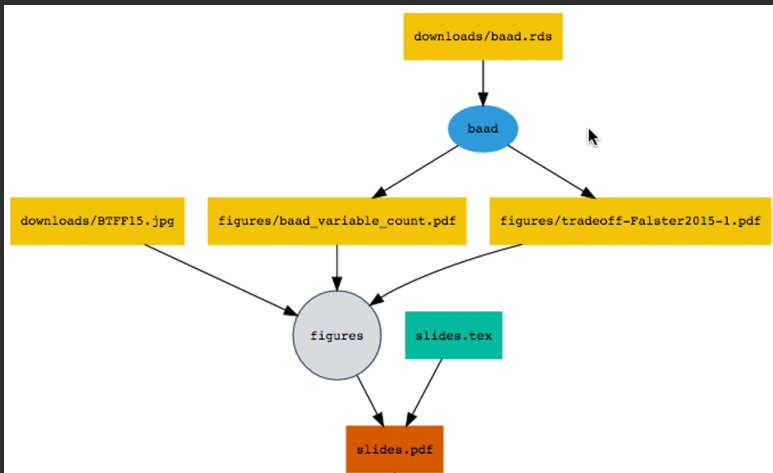 downloads/baad.rds
baad
downloads/BTFF15.jpg
figures/baad_variable_count.pdf
figures/tradeoff-Falster2015-1.pdf
figures
slides.tex
slides.pdf